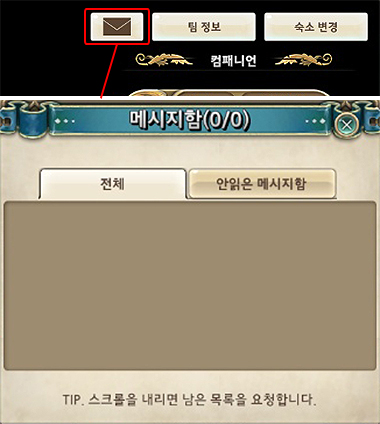 팀 정보
숙소 변경
컴패니언
메시지함(0/0)
전체
안읽은 메시지함
TIP. 스크롤을 내리면 남은 목록을 요청합니다.